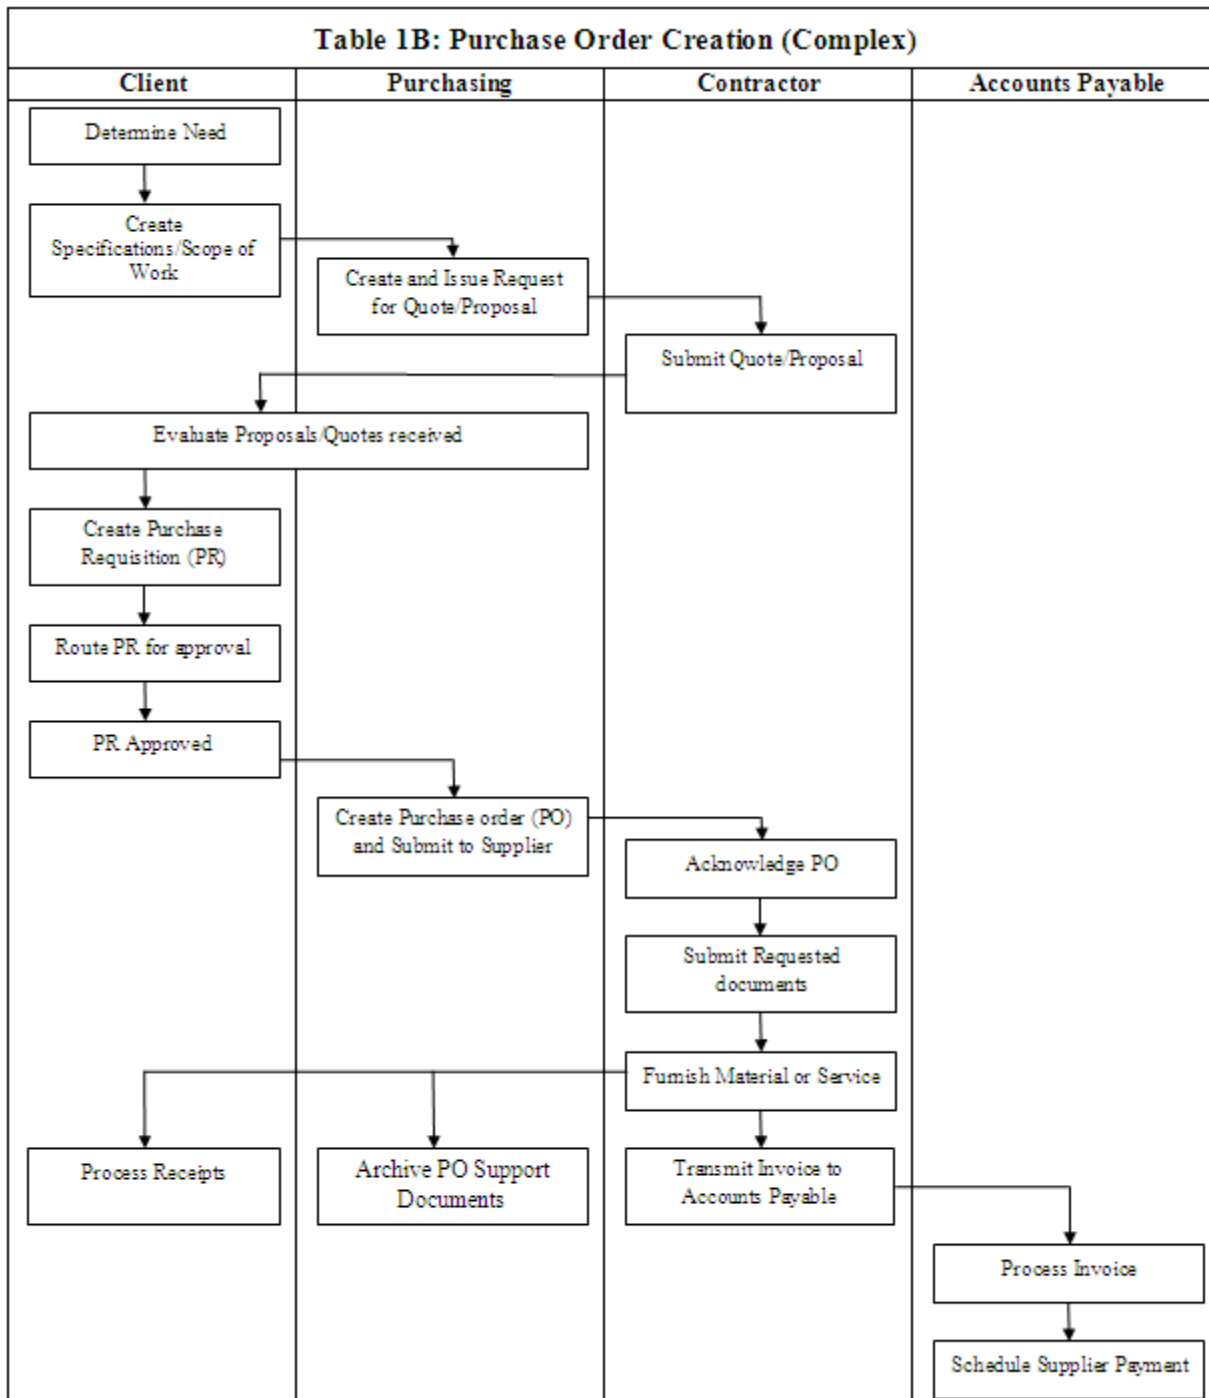 Table 1B: Purchase Order Creation (Complex)
Client
Purchasing
Contractor
Accounts Payable
Determine Need
Create
Specifications/Scope of
Work
Create and Issue Request
for Quote/Proposal
Submit Quote/Proposal
Evaluate Proposals/Quotes received
Create Purchase
Requisition (PR)
Route PR for approval
PR Approved
Create Purchase order (PO)
and Submit to Supplier
Acknowledge PO
Submit Requested
documents
Furnish Material or Service
Process Receipts
Archive PO Support
Documents
Transmit Invoice to
Accounts Payable
Process Invoice
Schedule Supplier Payment